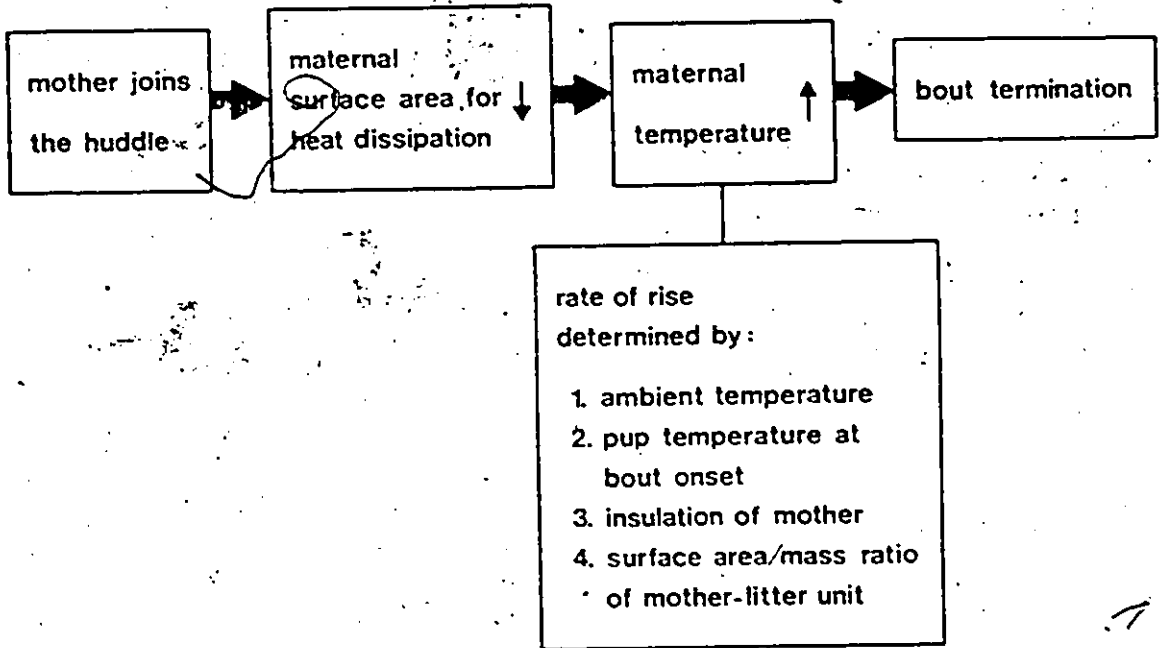 mother joins
the huddle
maternal
surface area for ↓
heat dissipation
maternal ↑
temperature
bout termination
rate of rise
determined by:
1. ambient temperature
2. pup temperature at
bout onset
3. insulation of mother
4. surface area/mass ratio
of mother-litter unit